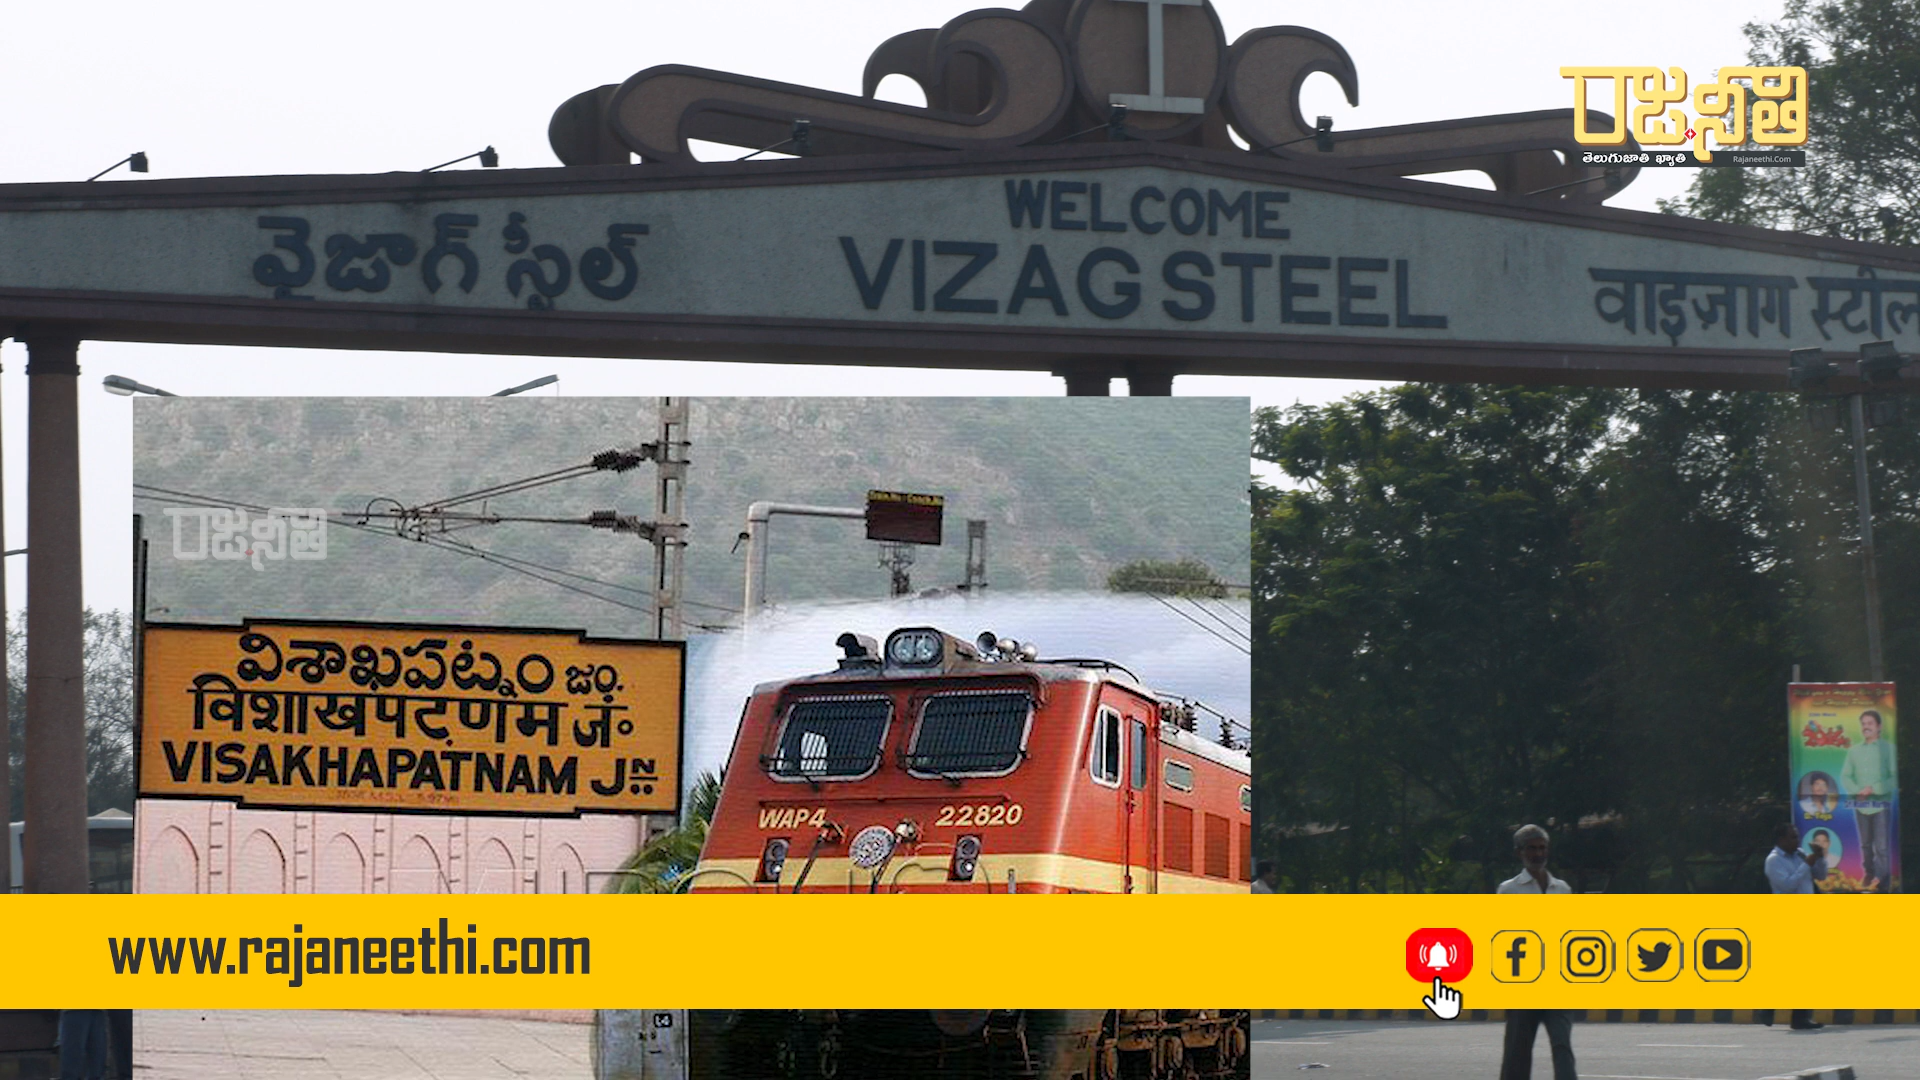 రాజనీతి
తెలుగుజాతి ఖ్యాతి
Rajaneethi.Com
WELCOME
వైజాగ్ స్టీల్
VIZAG STEEL
वाइज़ाग स्टील
రాజనీతి
విశాఖపట్నం జం.
विशाखपटणम जं॰
VISAKHAPATNAM JN
WAP4 22820
www.rajaneethi.com